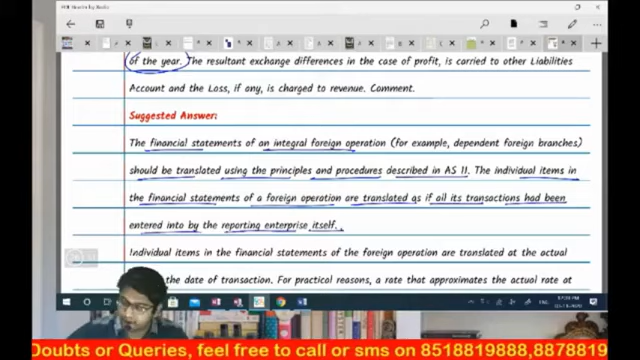 of the year. The resultant exchange differences in the case of profit, is carried to other Liabilities
Account and the Loss, if any, is charged to revenue. Comment.
Suggested Answer:
The financial statements of an integral foreign operation (for example, dependent foreign branches)
should be translated using the principles and procedures described in AS 11. The individual items in
the financial statements of a foreign operation are translated as if all its transactions had been
entered into by the reporting enterprise itself.
Individual items in the financial statements of the foreign operation are translated at the actual
the date of transaction. For practical reasons, a rate that approximates the actual rate at
ENG
Doubts or Queries, feel free to call or sms on 8518819888,8878819